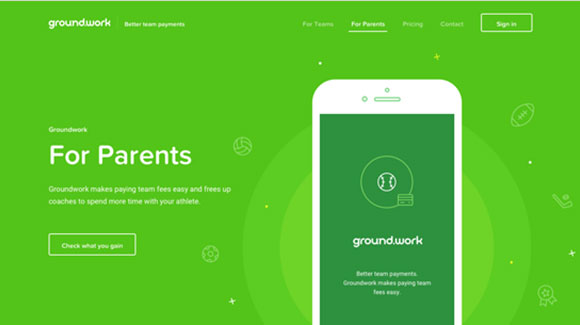 ground.work
Better team payments
For Teams
For Parents
Pricing
Contact
Sign in
Groundwork
For Parents
Groundwork makes paying team fees easy and frees up
coaches to spend more time with your athlete.
Check what you gain
ground.work
Better team payments.
Groundwork makes paying team
fees easy.